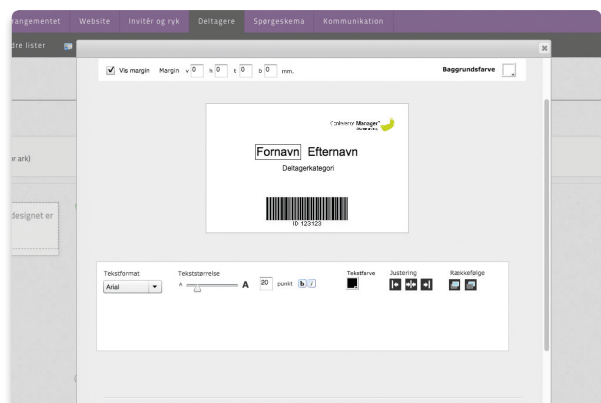 rangementet Website Invitér og ryk Deltagere Spørgeskema Kommunikation
dre lister
Vis margin Margin v 0 h 0 t 0 b 0 mm. Baggrundsfarve
Conference Manager
Fornavn Efternavn
r ark)
Deltagerkategori
designet er
ID 123123
Tekstformat Tekststørrelse Tekstfarve Justering Rækkefølge
Arial A A 20 punkt b i